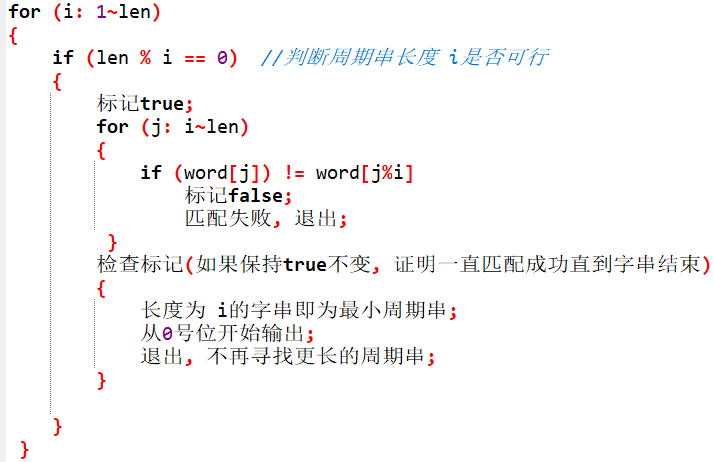 for (i: 1~len)
{
if (len % i == 0) //判断周期串长度 i是否可行
{
标记true;
for (j: i~len)
{
if (word[j]) != word[j%i]
标记false;
匹配失败, 退出;
}
检查标记(如果保持true不变, 证明一直匹配成功直到字串结束)
{
长度为 i的字串即为最小周期串;
从0号位开始输出;
退出, 不再寻找更长的周期串;
}
}
}